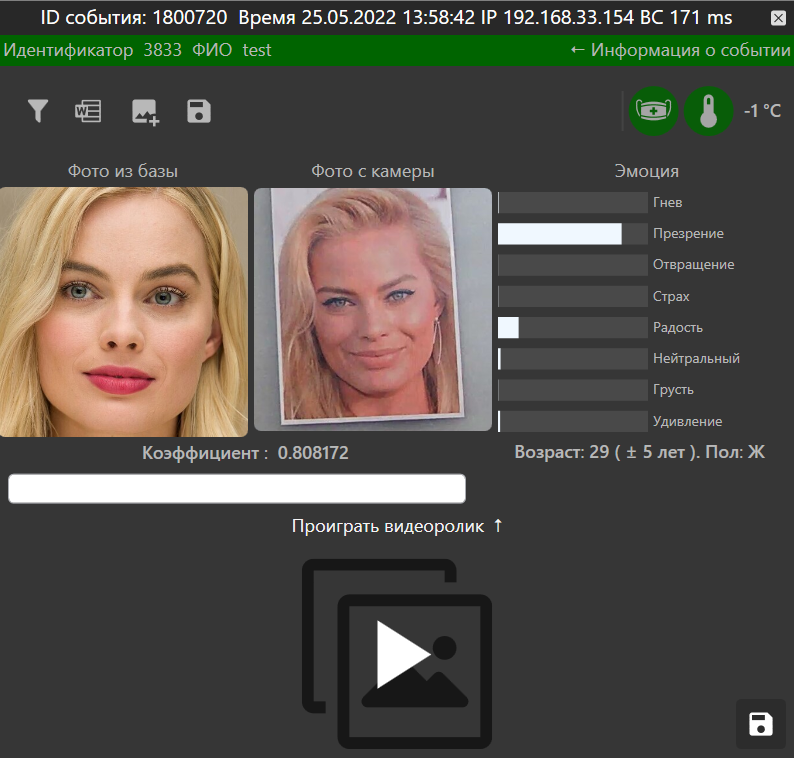 ID события: 1800720 Время 25.05.2022 13:58:42 IP 192.168.33.154 ВС 171 ms
Идентификатор 3833 ФИО test ← Информация о событии
W
-1 °C
Фото из базы Фото с камеры Эмоция
Гнев
Презрение
Отвращение
Страх
Радость
Нейтральный
Грусть
Удивление
Коэффициент : 0.808172 Возраст: 29 ( ± 5 лет ). Пол: Ж
Проиграть видеоролик ↑